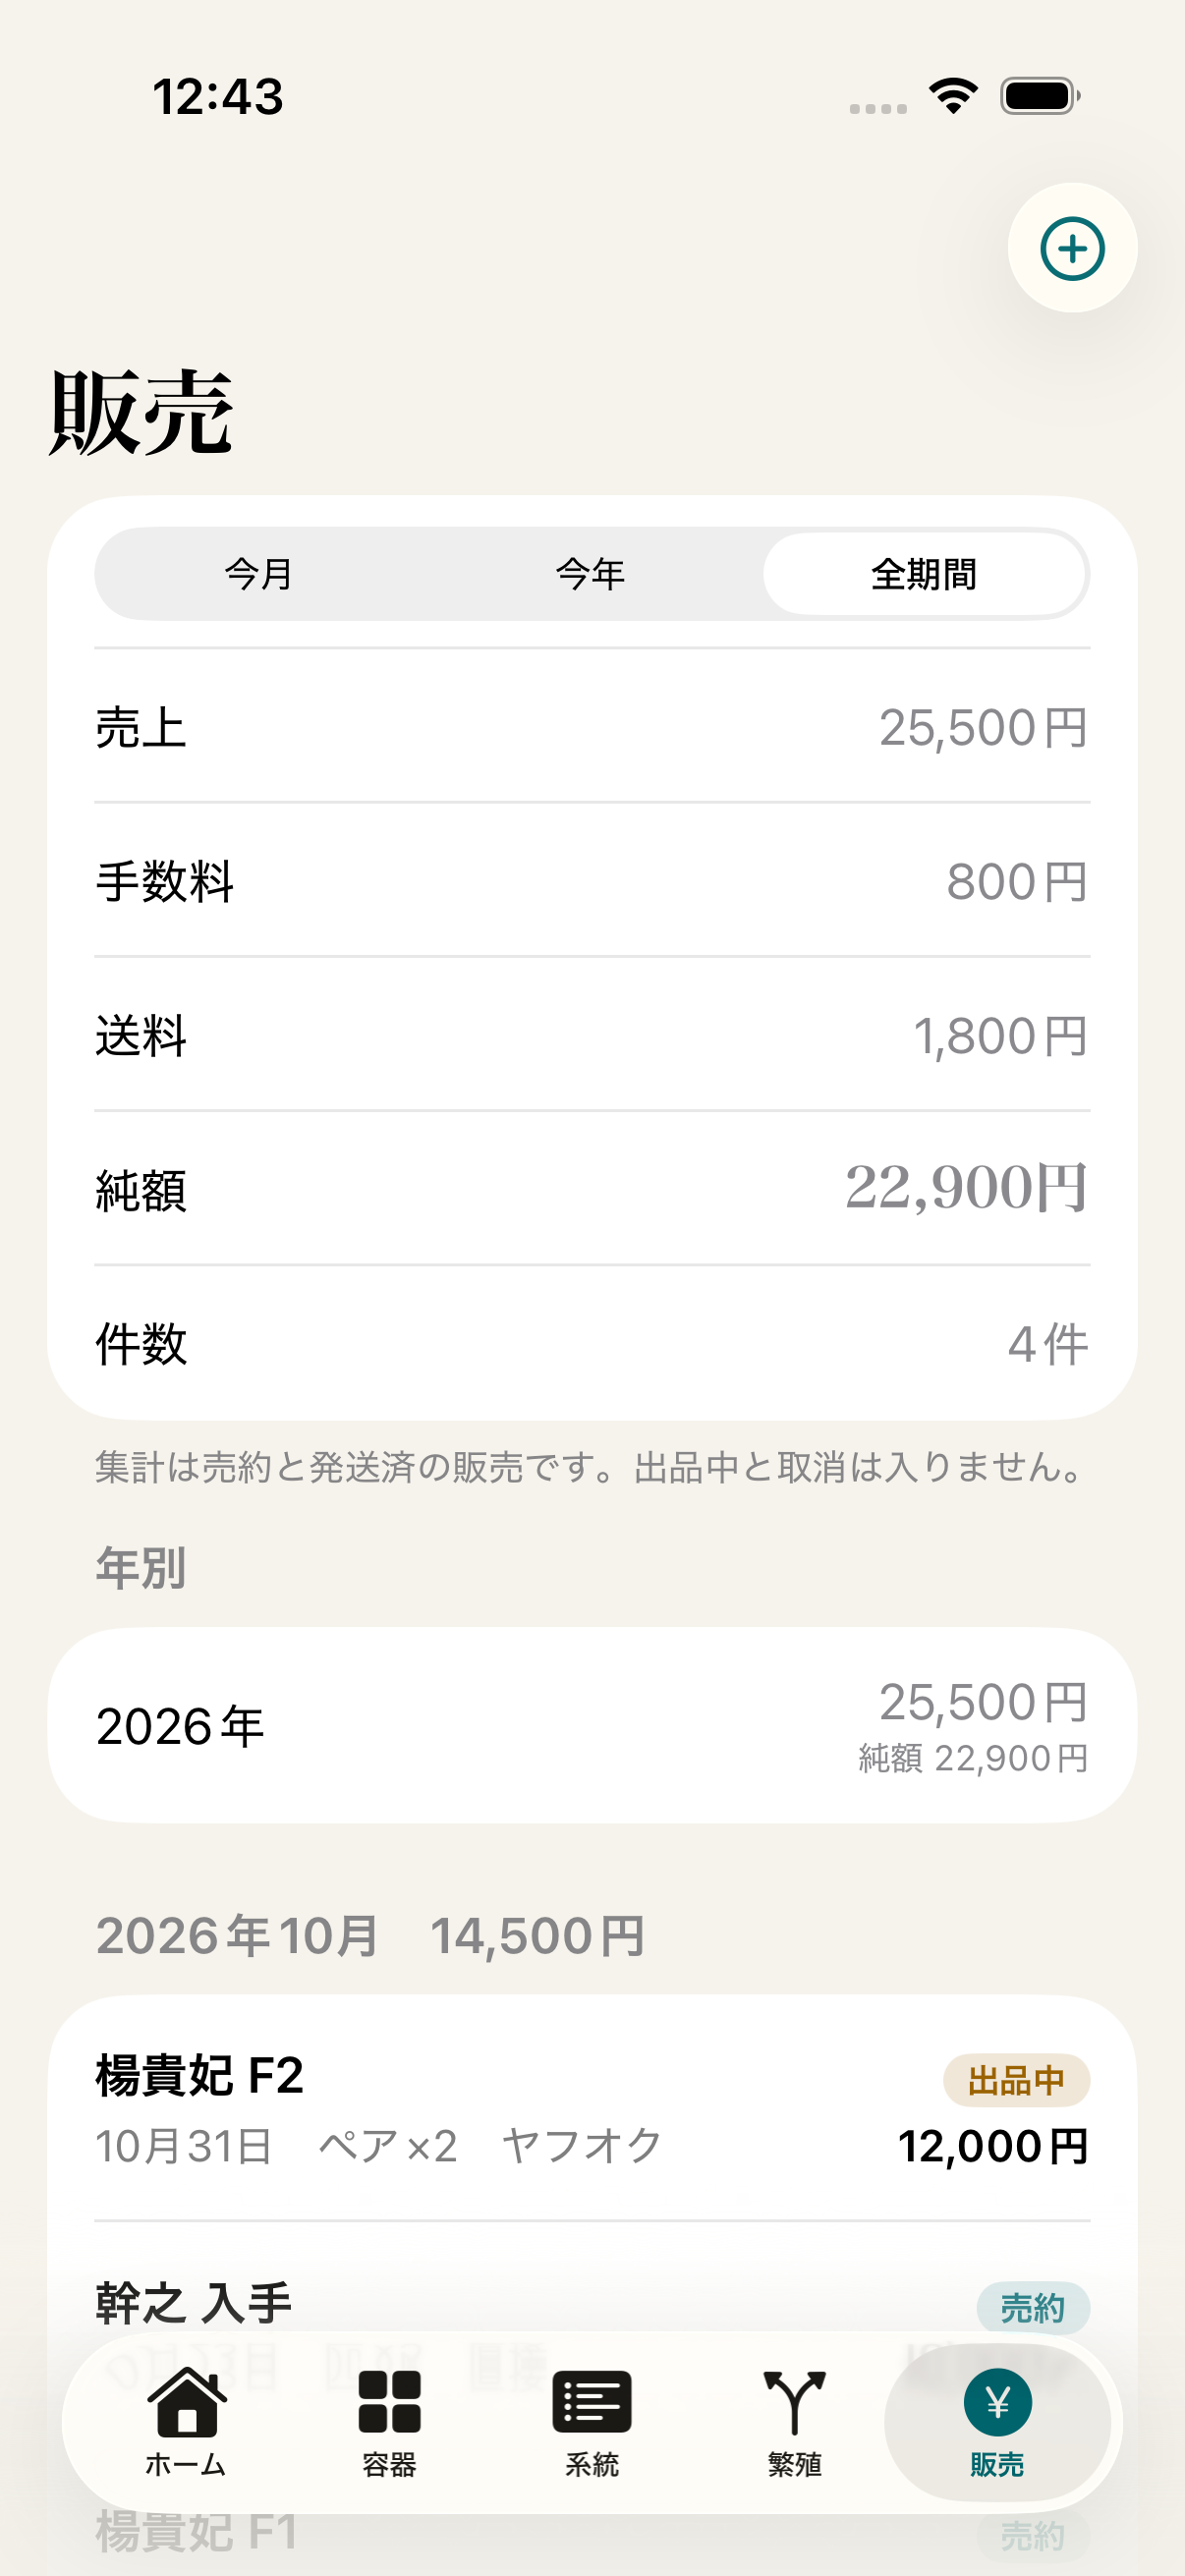 12:43
販売
今月 今年 全期間
売上 25,500円
手数料 800円
送料 1,800円
純額 22,900円
件数 4件
集計は売約と発送済の販売です。出品中と取消は入りません。
年別
2026年 25,500円
純額 22,900円
2026年10月 14,500円
楊貴妃 F2 出品中
10月31日 ペア×2 ヤフオク 12,000円
幹之 入手 売約
ホーム 容器 系統 繁殖 販売
楊貴妃 F1 売約